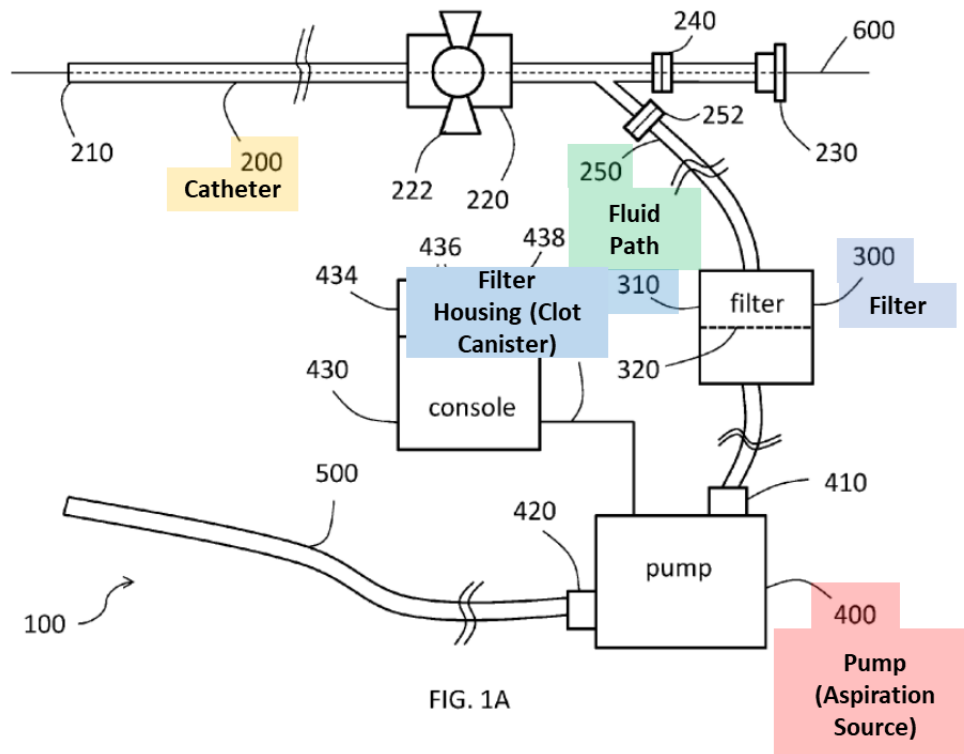 240
600
252
210
200
Catheter
222
220
250
230
Fluid
Path
436
438
434
Filter
Housing (Clot
Canister)
310
filter
300
Filter
320
430
console
500
420
410
pump
100
400
Pump
(Aspiration
Source)
FIG. 1A